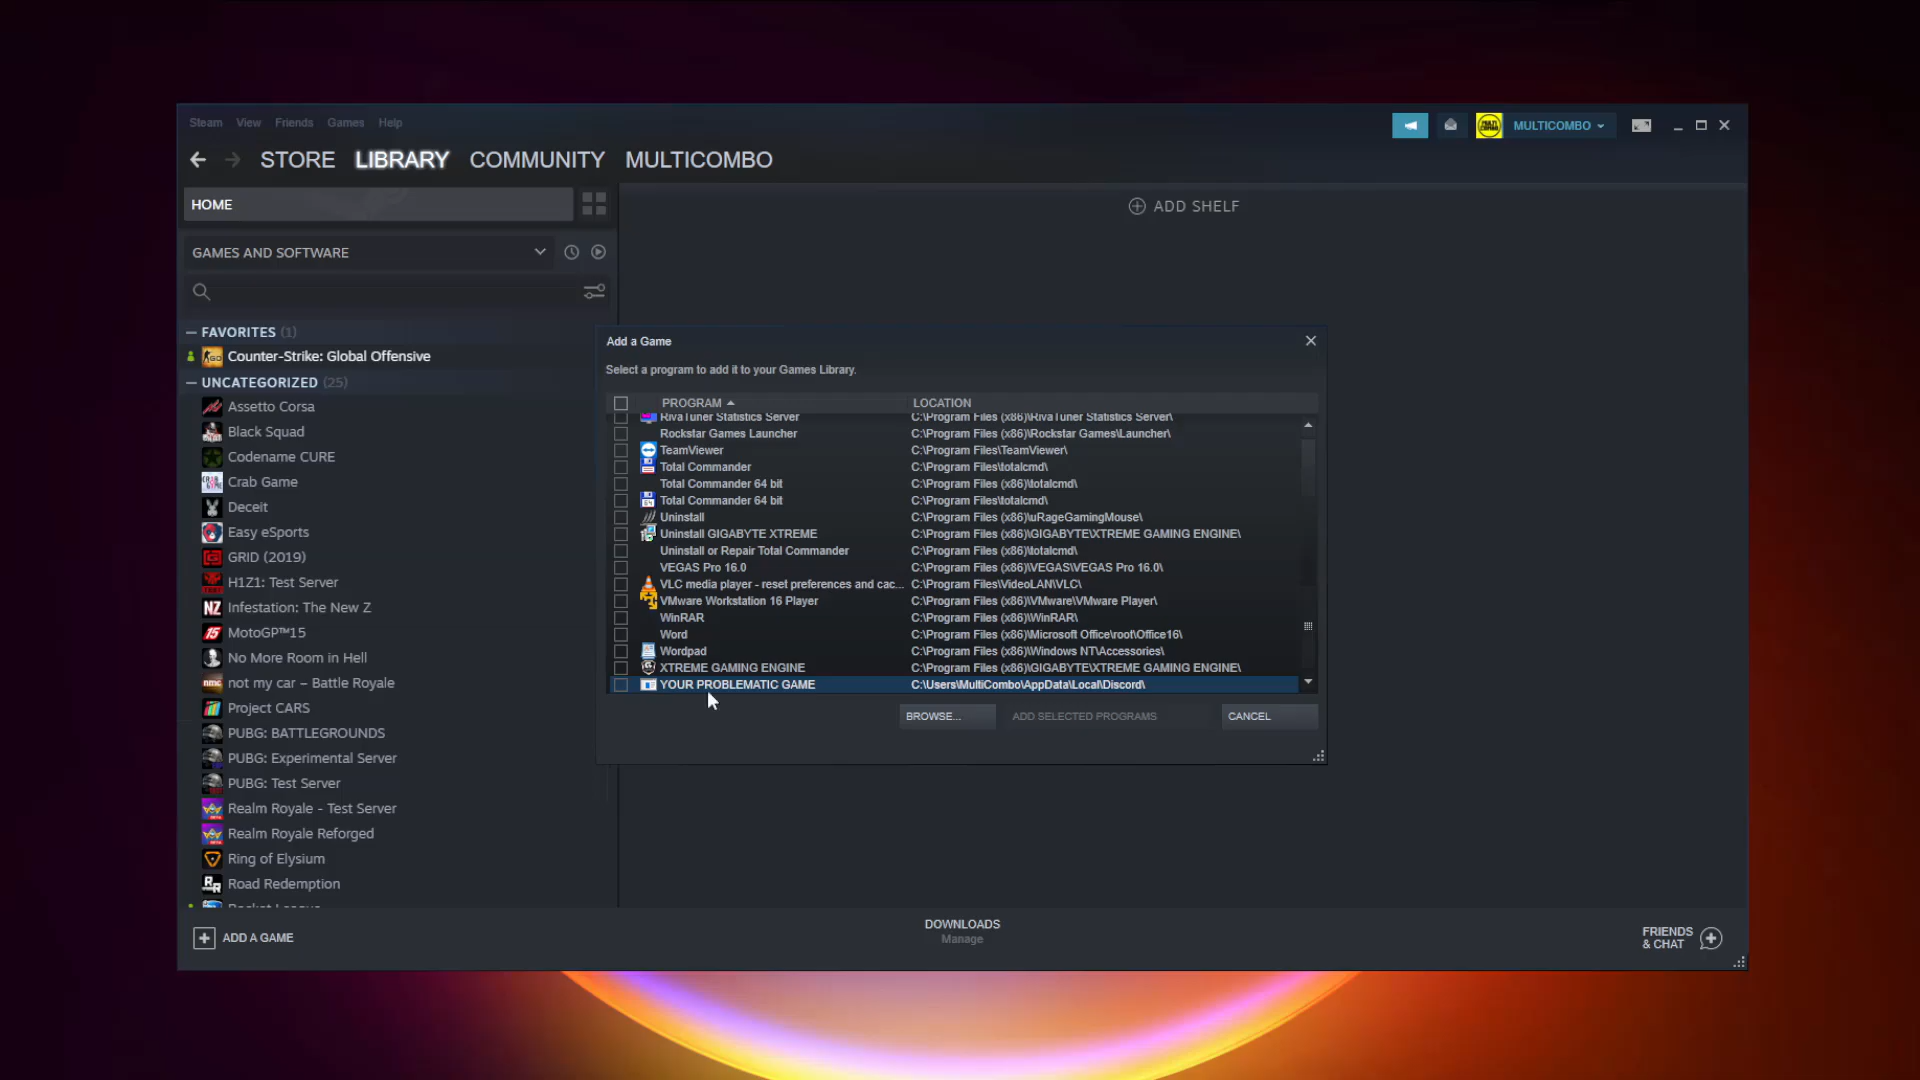 Steam View Friends Games Help
MULTICOMBO
STORE LIBRARY COMMUNITY MULTICOMBO
HOME
ADD SHELF
GAMES AND SOFTWARE
FAVORITES (1)
Counter-Strike: Global Offensive
UNCATEGORIZED (25)
Assetto Corsa
Black Squad
Codename CURE
Crab Game
Deceit
Easy eSports
GRID (2019)
H1Z1: Test Server
Infestation: The New Z
MotoGP™15
No More Room in Hell
not my car – Battle Royale
Project CARS
PUBG: BATTLEGROUNDS
PUBG: Experimental Server
PUBG: Test Server
Realm Royale - Test Server
Realm Royale Reforged
Ring of Elysium
Road Redemption
Rocket League
Add a Game
Select a program to add it to your Games Library.
PROGRAM LOCATION
RivaTuner Statistics Server C:\Program Files (x86)\RivaTuner Statistics Server\
Rockstar Games Launcher C:\Program Files (x86)\Rockstar Games\Launcher\
TeamViewer C:\Program Files\TeamViewer\
Total Commander C:\Program Files\totalcmd\
Total Commander 64 bit C:\Program Files (x86)\totalcmd\
Total Commander 64 bit C:\Program Files\totalcmd\
Uninstall C:\Program Files (x86)\uRageGamingMouse\
Uninstall GIGABYTE XTREME C:\Program Files (x86)\GIGABYTE\XTREME GAMING ENGINE\
Uninstall or Repair Total Commander C:\Program Files (x86)\totalcmd\
VEGAS Pro 16.0 C:\Program Files (x86)\VEGAS\VEGAS Pro 16.0\
VLC media player - reset preferences and cac... C:\Program Files\VideoLAN\VLC\
VMware Workstation 16 Player C:\Program Files (x86)\VMware\VMware Player\
WinRAR C:\Program Files (x86)\WinRAR\
Word C:\Program Files (x86)\Microsoft Office\root\Office16\
Wordpad C:\Program Files (x86)\Windows NT\Accessories\
XTREME GAMING ENGINE C:\Program Files (x86)\GIGABYTE\XTREME GAMING ENGINE\
YOUR PROBLEMATIC GAME C:\Users\MultiCombo\AppData\Local\Discord\
BROWSE... ADD SELECTED PROGRAMS CANCEL
ADD A GAME
DOWNLOADS
Manage
FRIENDS
& CHAT